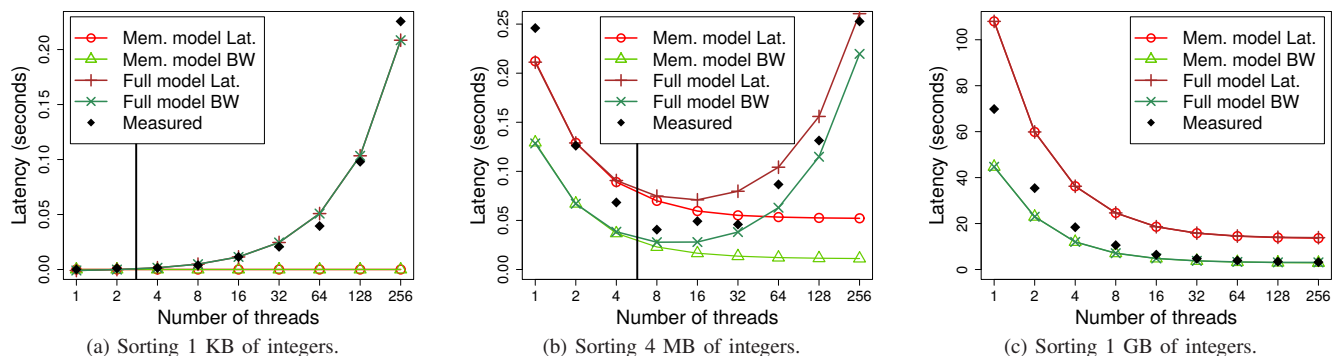 Latency (seconds)
0.00 0.05 0.10 0.15 0.20
Mem. model Lat.
Mem. model BW
Full model Lat.
Full model BW
Measured
1 2 4 8 16 32 64 128 256
Number of threads
(a) Sorting 1 KB of integers.
Latency (seconds)
0.00 0.05 0.10 0.15 0.20 0.25
Mem. model Lat.
Mem. model BW
Full model Lat.
Full model BW
Measured
1 2 4 8 16 32 64 128 256
Number of threads
(b) Sorting 4 MB of integers.
Latency (seconds)
0 20 40 60 80 100
Mem. model Lat.
Mem. model BW
Full model Lat.
Full model BW
Measured
1 2 4 8 16 32 64 128 256
Number of threads
(c) Sorting 1 GB of integers.